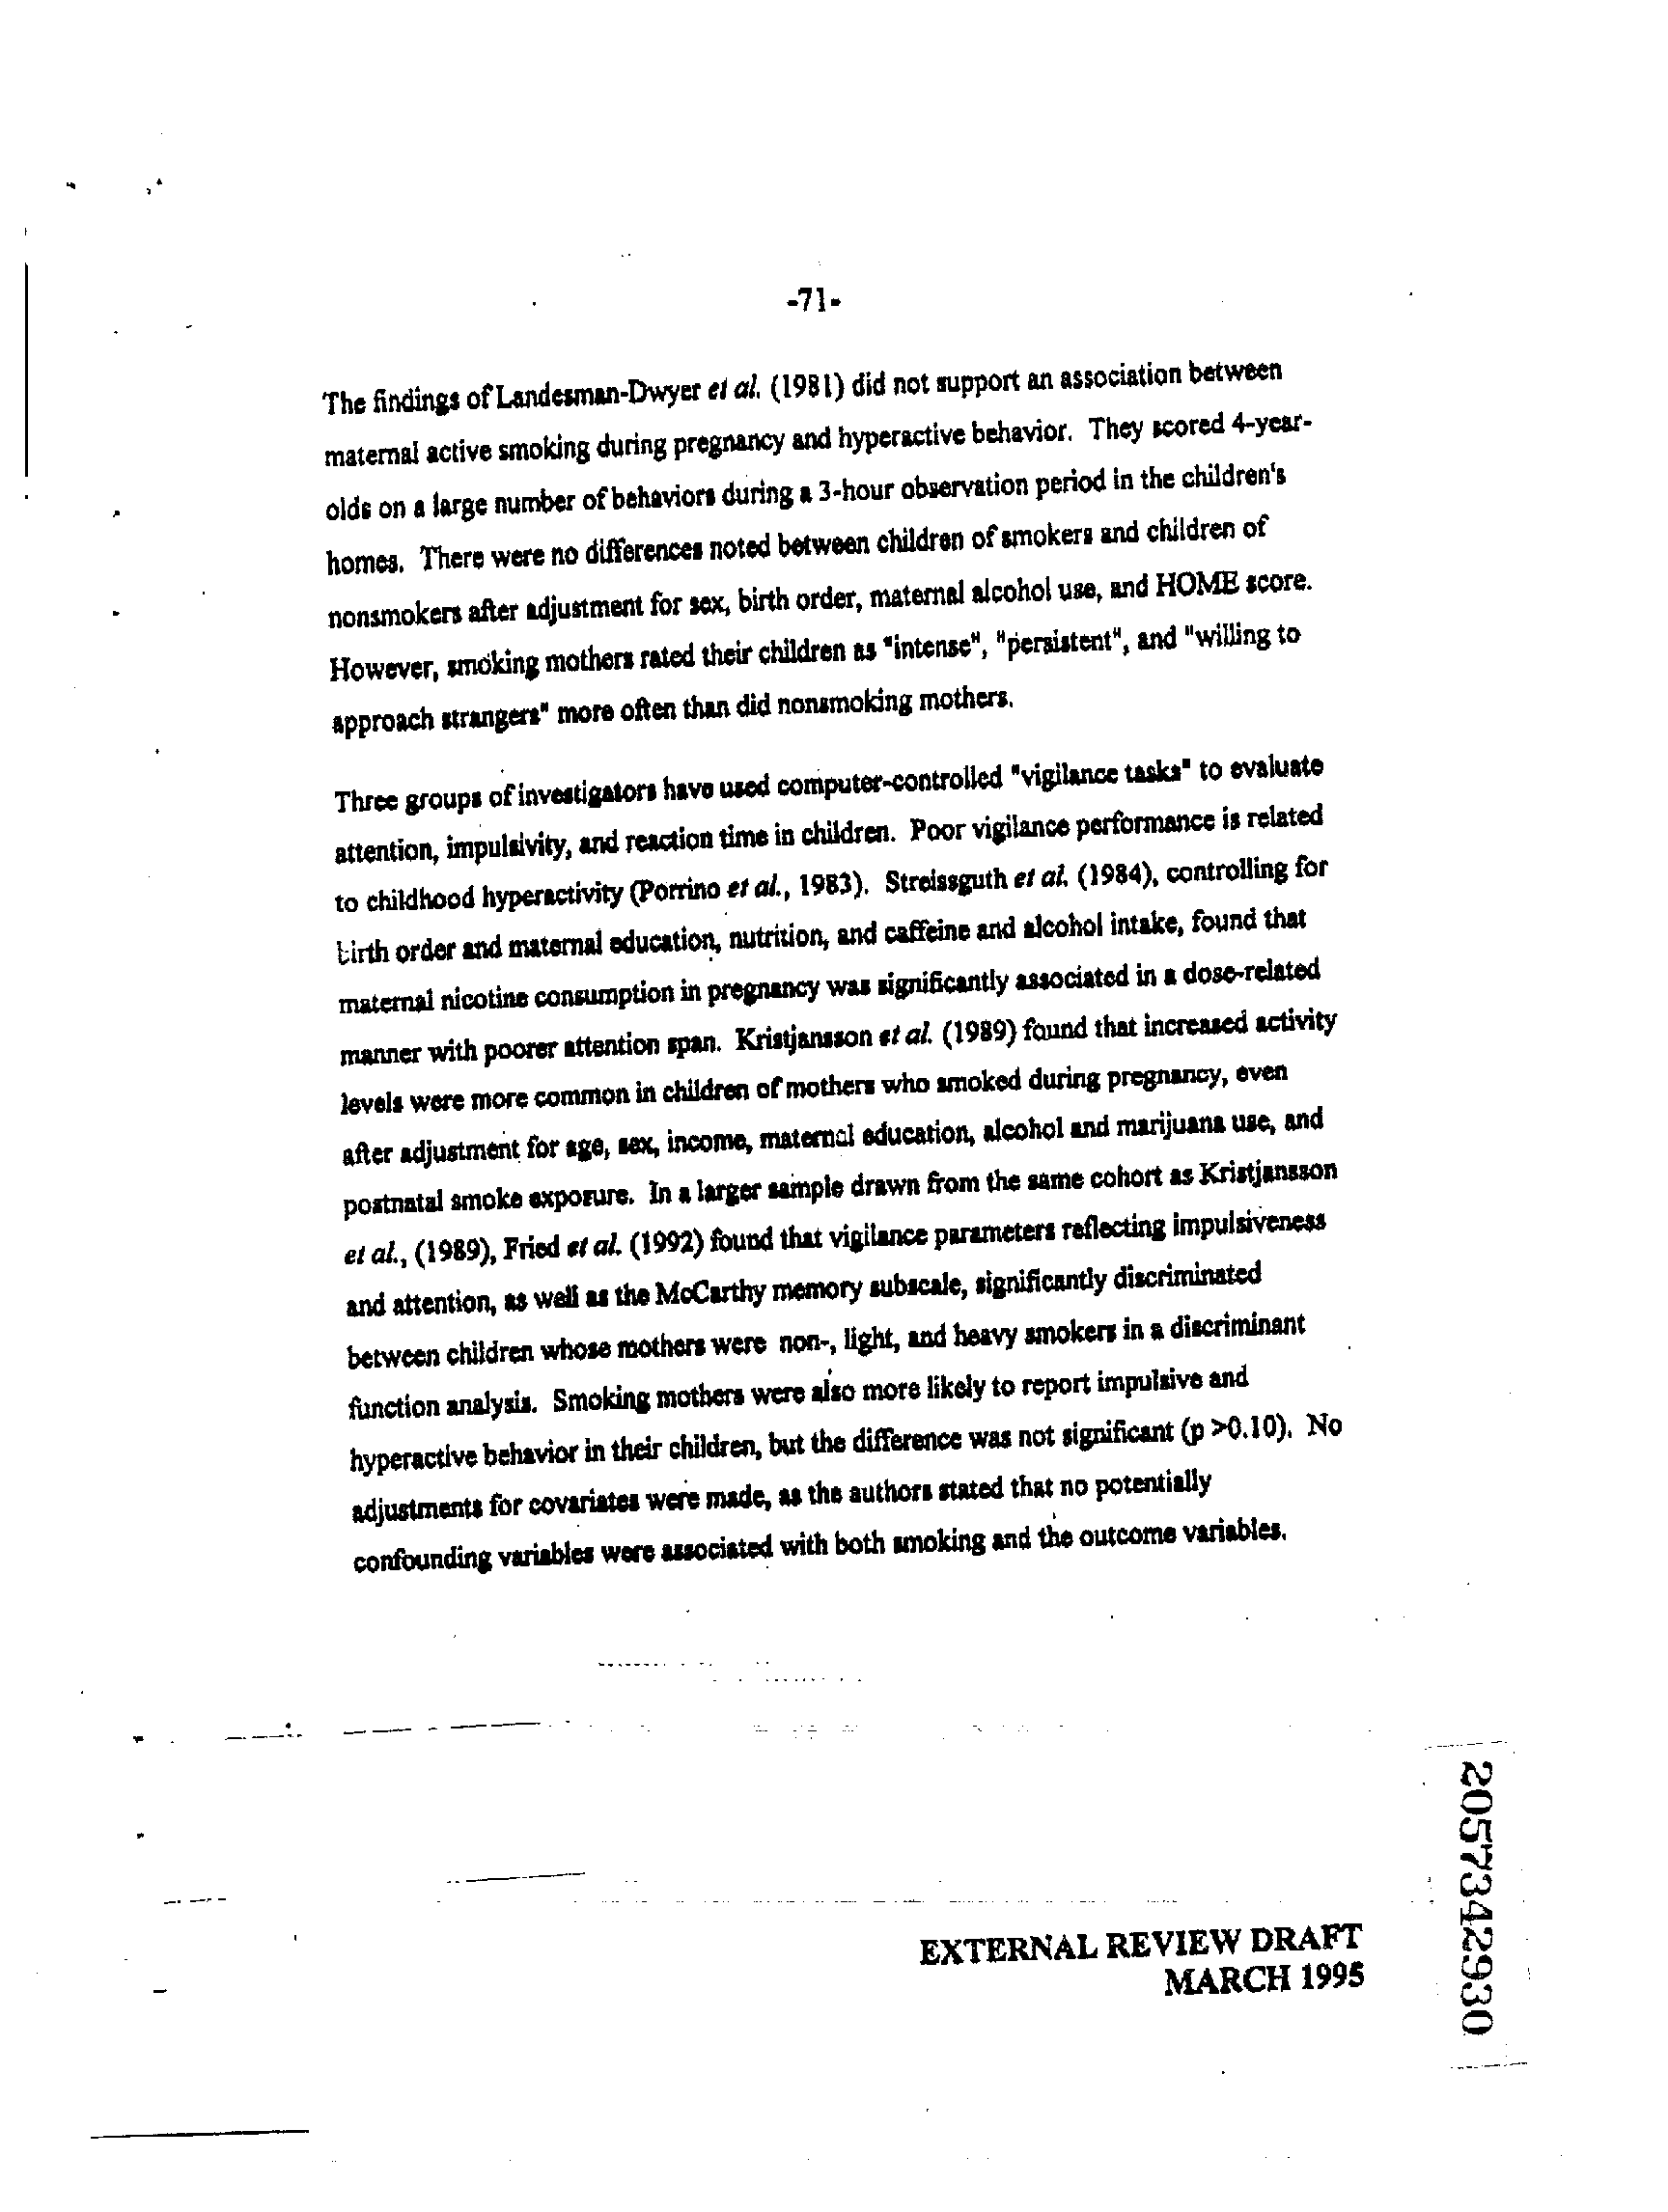 -71-
The findings of Landesman-Dwyer et al. (1981) did not support an association between
maternal active smoking during pregnancy and hyperactive behavior. They scored 4-year-
olds on a large number of behaviors during a 3-hour observation period in the children's
homes. There were no differences noted between children of smokers and children of
nonsmokers after adjustment for sex, birth order, maternal alcohol use, and HOME score.
However, smoking mothers rated their children as "intense", "persistent", and "willing to
approach strangers" more often than did nonsmoking mothers.
Three groups of investigators have used computer-controlled "vigilance tasks" to evaluate
attention, impulsivity, and reaction time in children. Poor vigilance performance is related
to childhood hyperactivity (Porrino et al., 1983). Streissguth et al. (1984), controlling for
birth order and maternal education, nutrition, and caffeine and alcohol intake, found that
maternal nicotine consumption in pregnancy was significantly associated in a dose-related
manner with poorer attention span. Kristjansson et al. (1989) found that increased activity
levels were more common in children of mothers who smoked during pregnancy, even
after adjustment for age, sex, income, maternal education, alcohol and marijuana use, and
postnatal smoke exposure. In a larger sample drawn from the same cohort as Kristjansson
et al., (1989), Fried et al. (1992) found that vigilance parameters reflecting impulsiveness
and attention, as well as the McCarthy memory subscale, significantly discriminated
between children whose mothers were non-, light, and heavy smokers in a discriminant
function analysis. Smoking mothers were also more likely to report impulsive and
hyperactive behavior in their children, but the difference was not significant (p >0.10). No
adjustments for covariates were made, as the authors stated that no potentially
confounding variables were associated with both smoking and the outcome variables.
EXTERNAL REVIEW DRAFT
MARCH 1995
2057342930